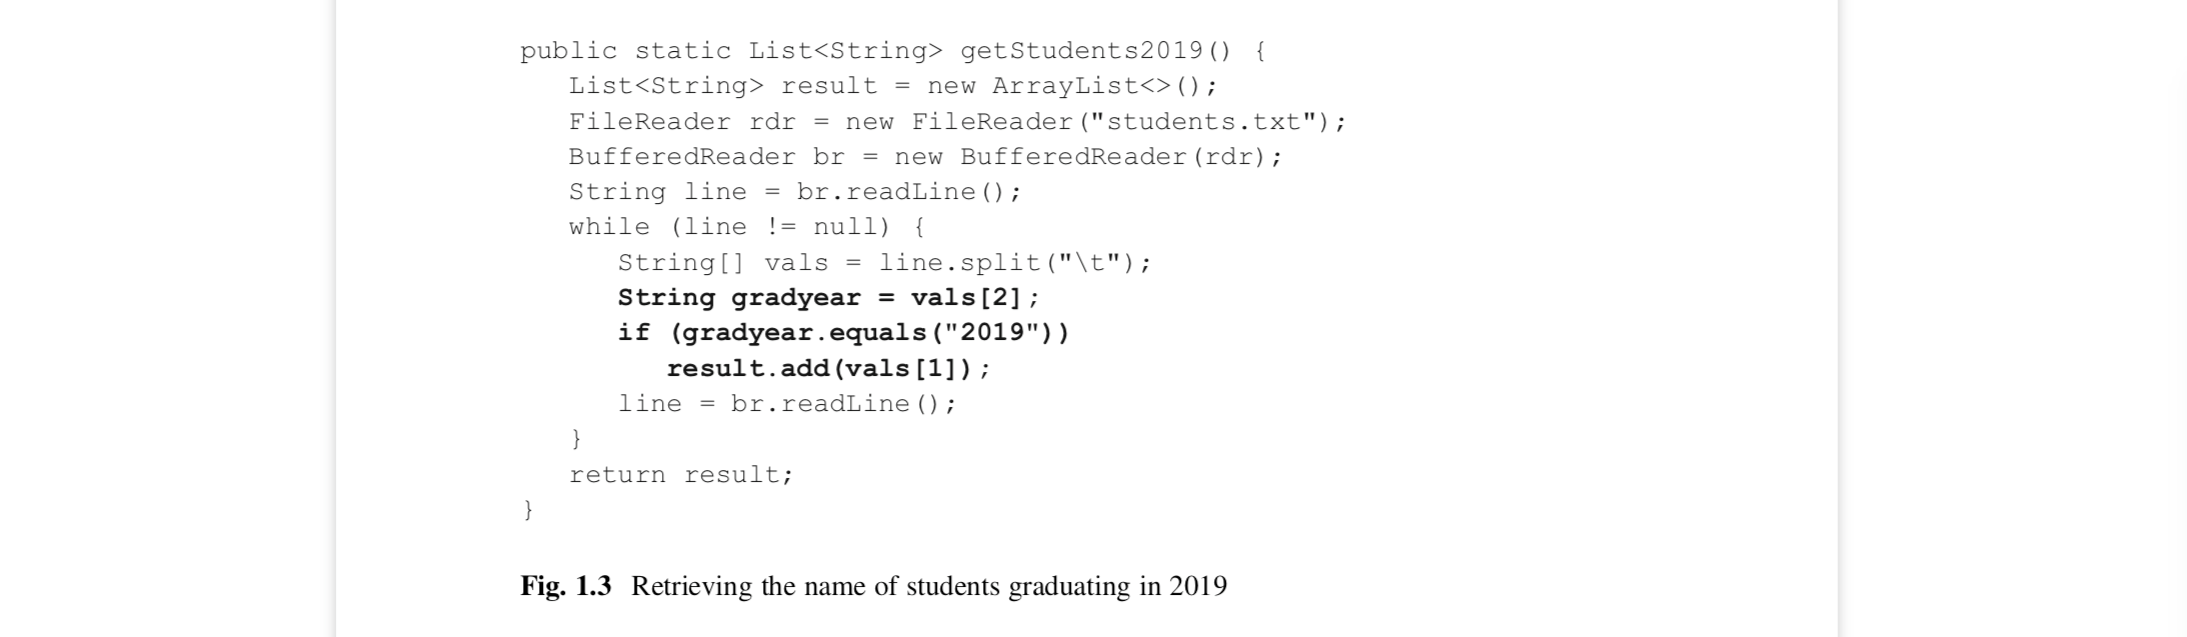 public static List<String> getStudents2019() {
   List<String> result = new ArrayList<>();
   FileReader rdr = new FileReader("students.txt");
   BufferedReader br = new BufferedReader(rdr);
   String line = br.readLine();
   while (line != null) {
      String[] vals = line.split("\t");
      String gradyear = vals[2];
      if (gradyear.equals("2019"))
         result.add(vals[1]);
      line = br.readLine();
   }
   return result;
}
Fig. 1.3 Retrieving the name of students graduating in 2019